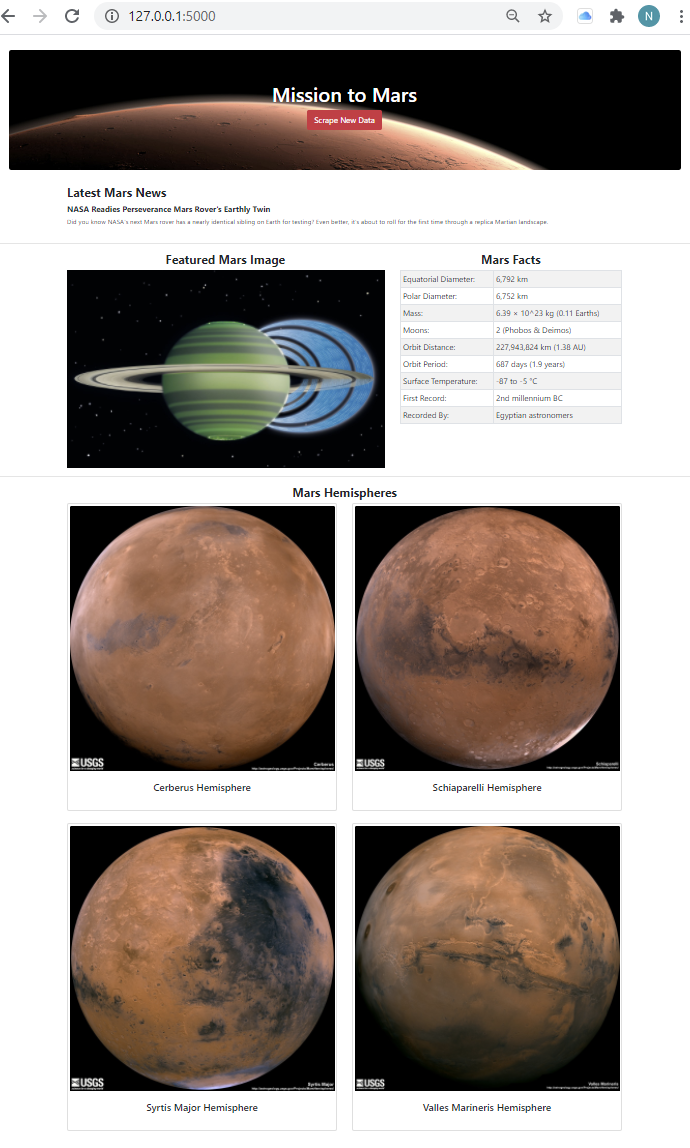 127.0.0.1:5000
N
Mission to Mars
Scrape New Data
Latest Mars News
NASA Readies Perseverance Mars Rover's Earthly Twin
Did you know NASA's next Mars rover has a nearly identical sibling on Earth for testing? Even better, it's about to roll for the first time through a replica Martian landscape.
Featured Mars Image
Mars Facts
Equatorial Diameter: 6,792 km
Polar Diameter: 6,752 km
Mass: 6.39 × 10^23 kg (0.11 Earths)
Moons: 2 (Phobos & Deimos)
Orbit Distance: 227,943,824 km (1.38 AU)
Orbit Period: 687 days (1.9 years)
Surface Temperature: -87 to -5 °C
First Record: 2nd millennium BC
Recorded By: Egyptian astronomers
Mars Hemispheres
USGS
Cerberus
USGS
Schiaparelli
Cerberus Hemisphere
Schiaparelli Hemisphere
USGS
Syrtis Major
USGS
Valles Marineris
Syrtis Major Hemisphere
Valles Marineris Hemisphere